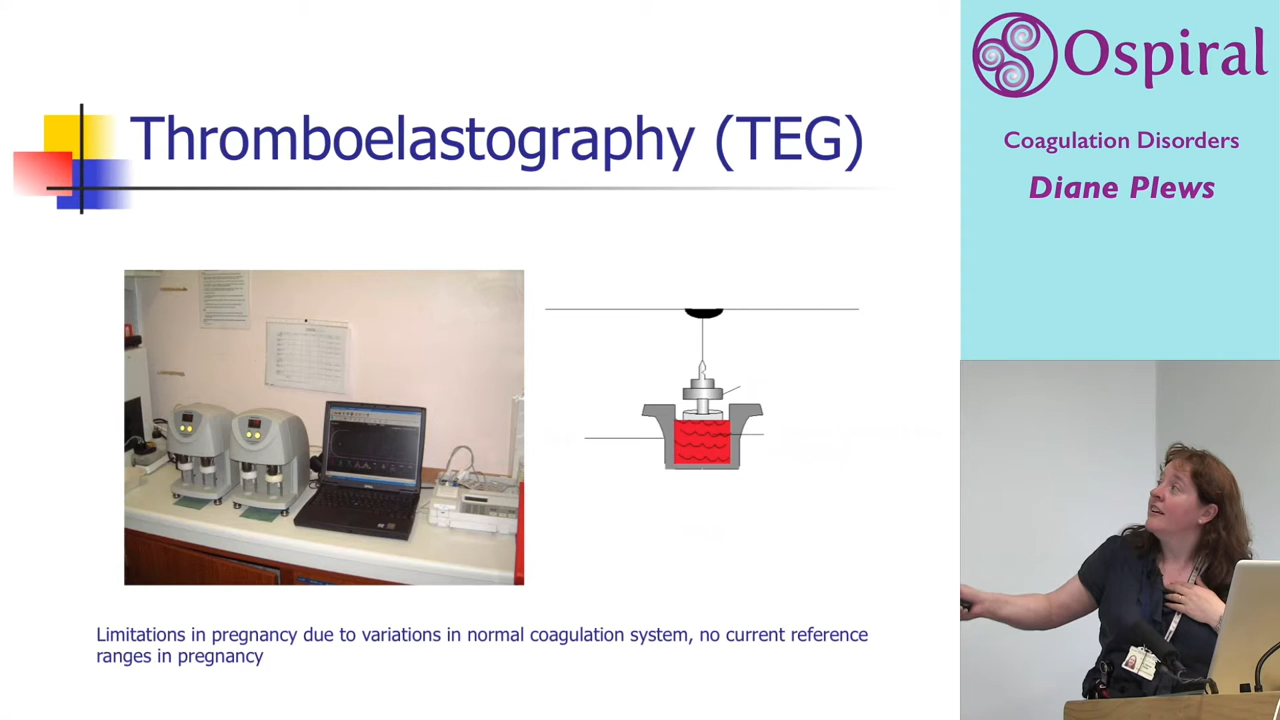 Thromboelastography (TEG)
Limitations in pregnancy due to variations in normal coagulation system, no current reference
ranges in pregnancy
Ospiral
Coagulation Disorders
Diane Plews